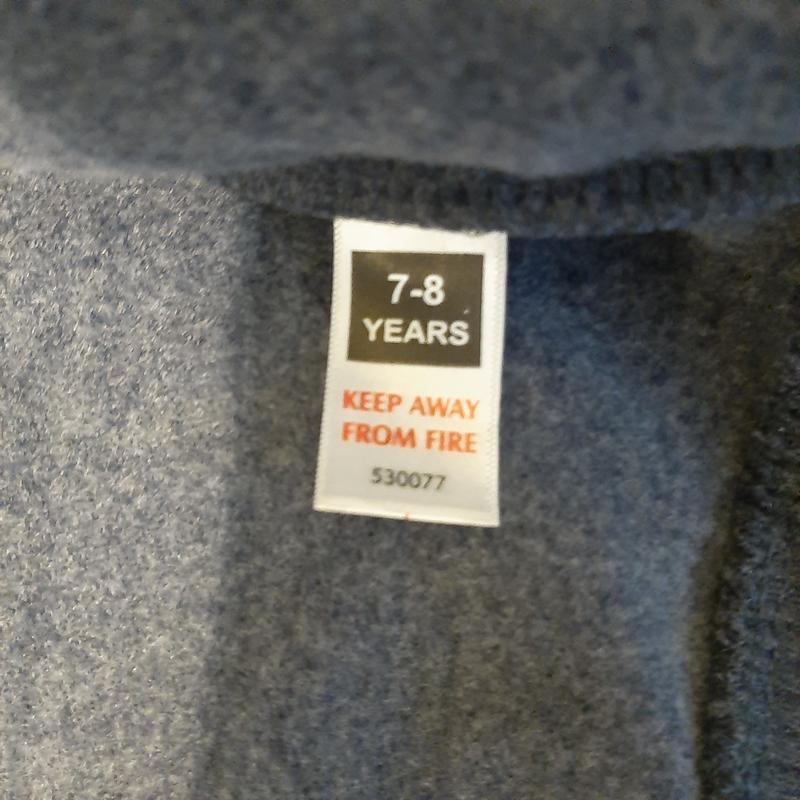 7-8
YEARS
KEEP AWAY
FROM FIRE
530077